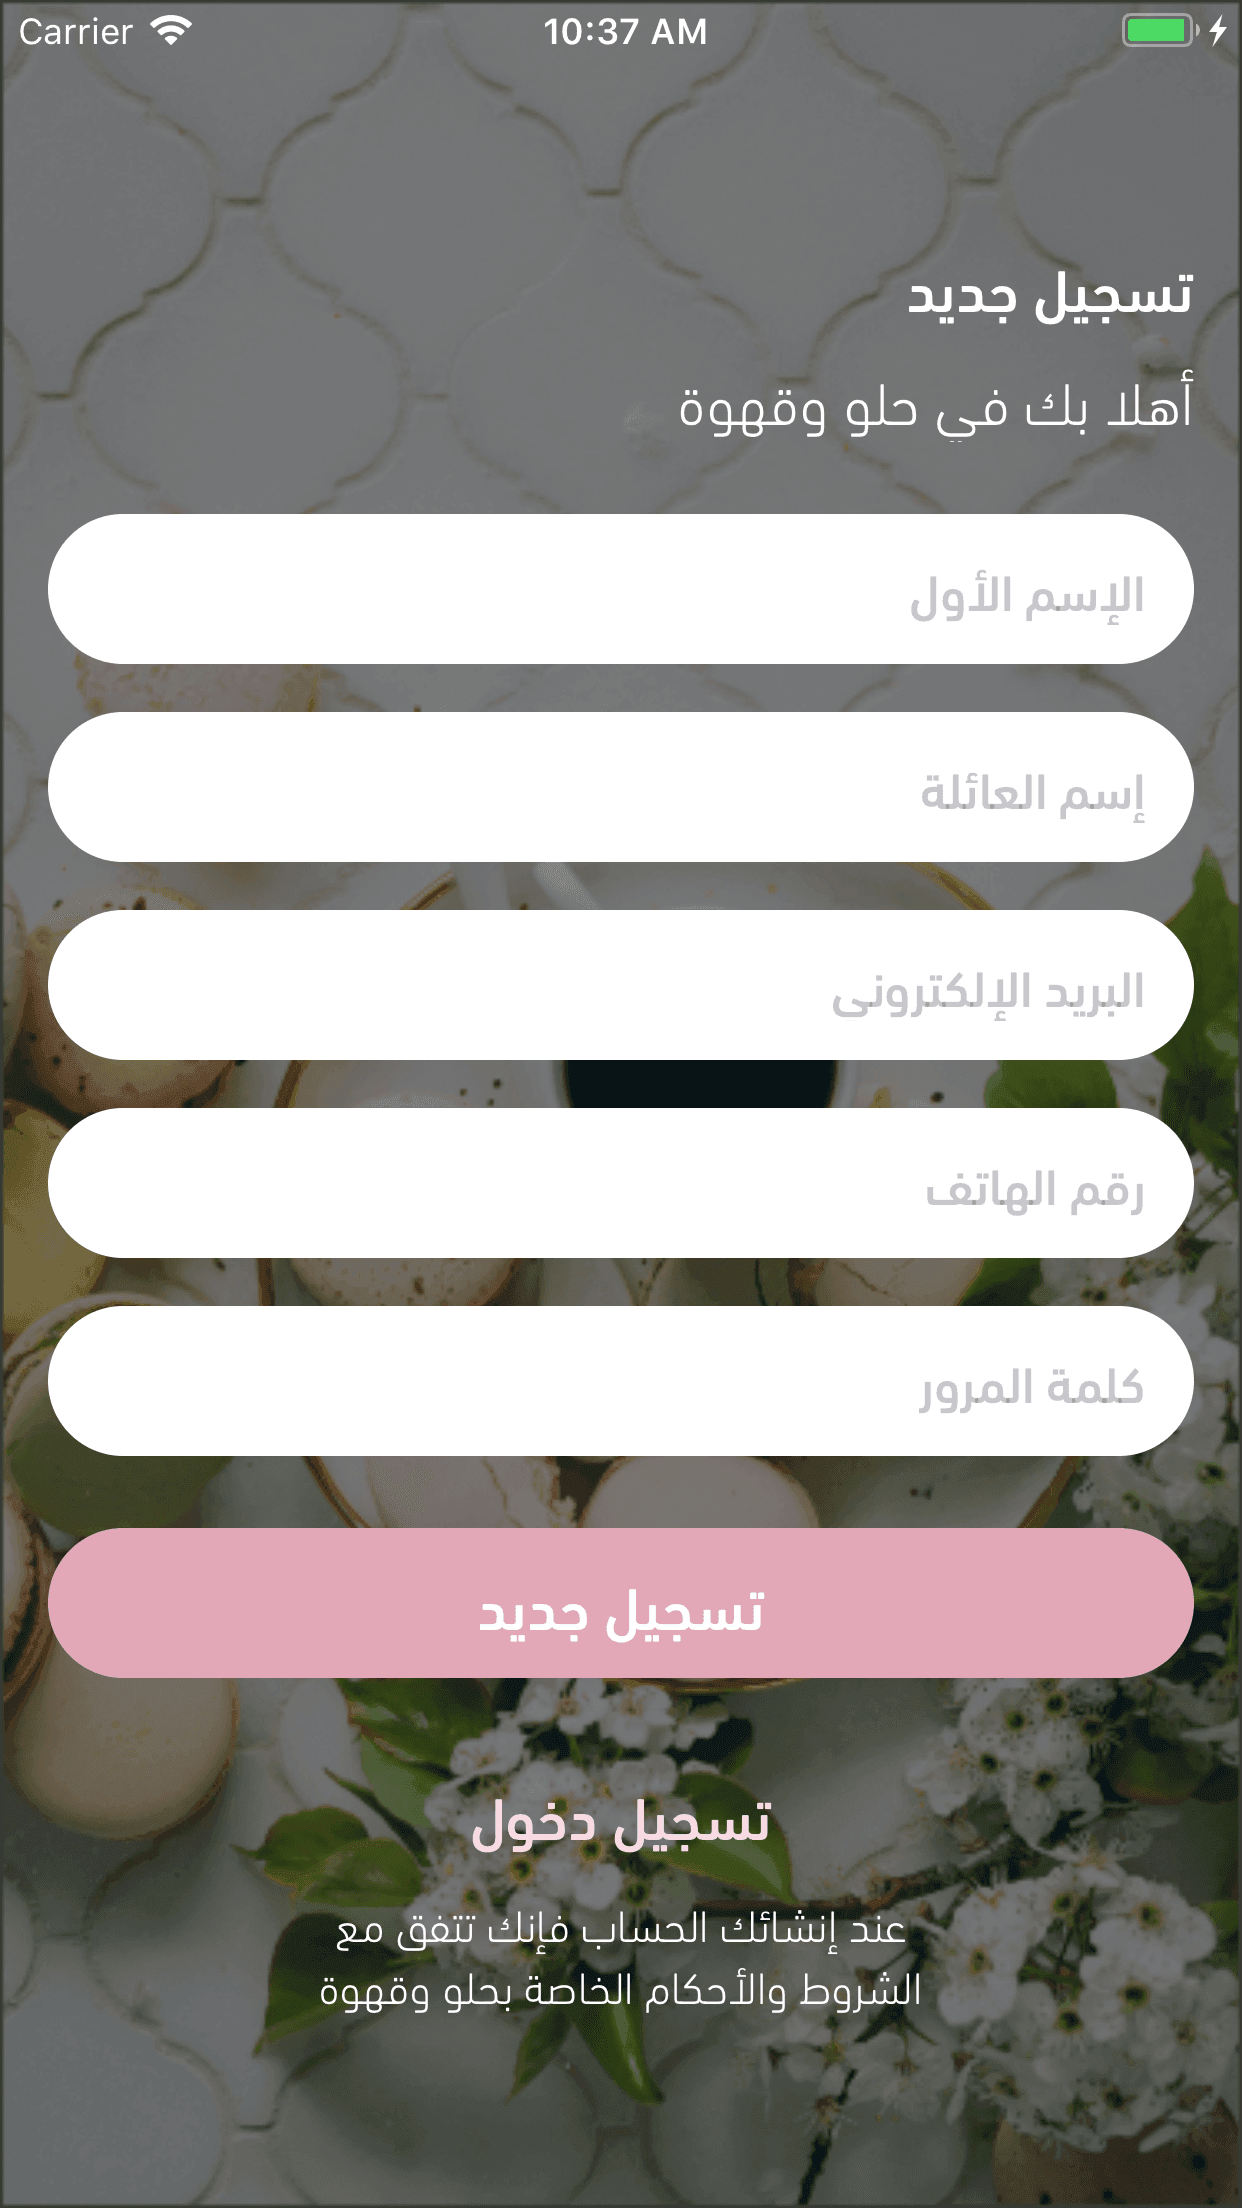 Carrier 10:37 AM
تسجيل جديد
أهلا بك في حلو وقهوة
الإسم الأول
إسم العائلة
البريد الإلكترونى
رقم الهاتف
كلمة المرور
تسجيل جديد
تسجيل دخول
عند إنشائك الحساب فإنك تتفق مع
الشروط والأحكام الخاصة بحلو وقهوة